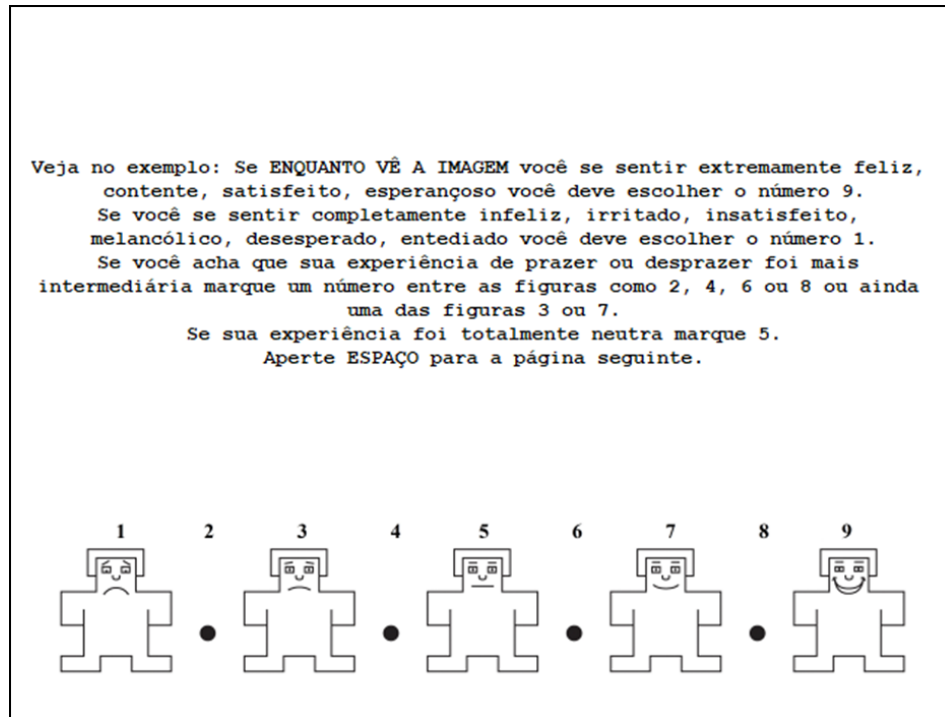 Veja no exemplo: Se ENQUANTO VÊ A IMAGEM você se sentir extremamente feliz,
contente, satisfeito, esperançoso você deve escolher o número 9.
Se você se sentir completamente infeliz, irritado, insatisfeito,
melancólico, desesperado, entediado você deve escolher o número 1.
Se você acha que sua experiência de prazer ou desprazer foi mais
intermediária marque um número entre as figuras como 2, 4, 6 ou 8 ou ainda
uma das figuras 3 ou 7.
Se sua experiência foi totalmente neutra marque 5.
Aperte ESPAÇO para a página seguinte.
1 2 3 4 5 6 7 8 9